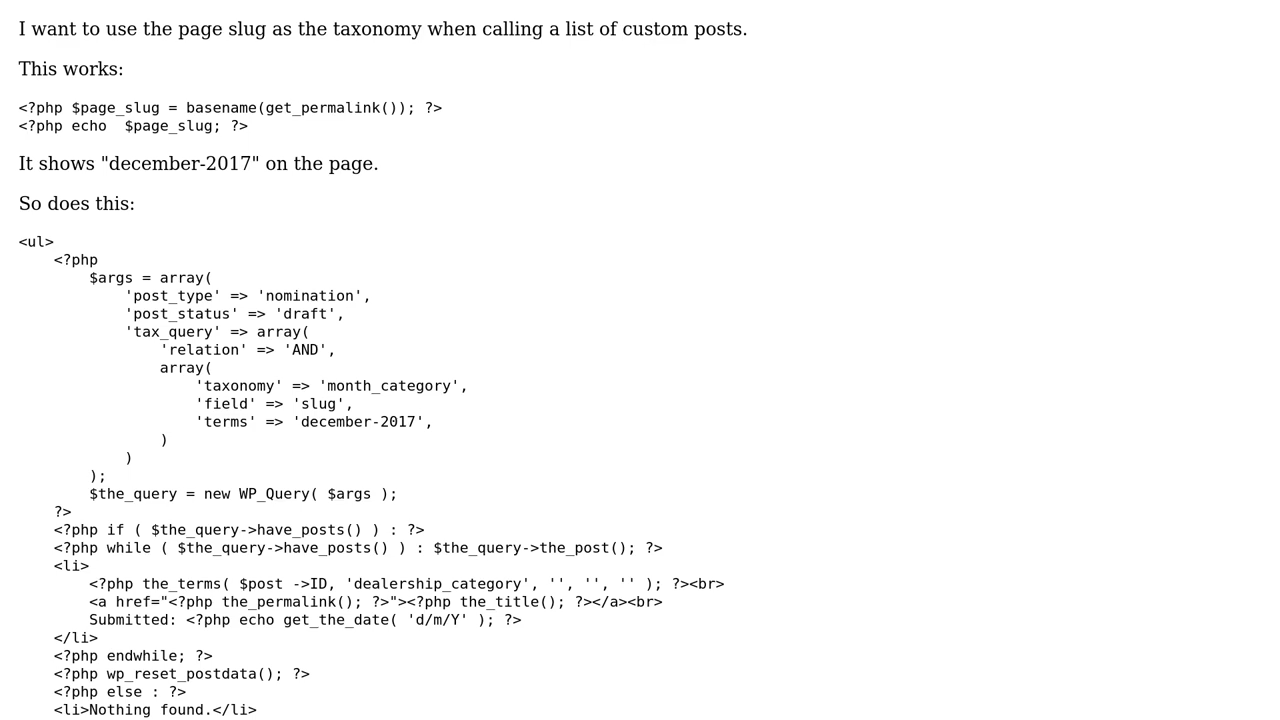 I want to use the page slug as the taxonomy when calling a list of custom posts.
This works:
<?php $page_slug = basename(get_permalink()); ?>
<?php echo  $page_slug; ?>
It shows "december-2017" on the page.
So does this:
<ul>
    <?php
        $args = array(
            'post_type' => 'nomination',
            'post_status' => 'draft',
            'tax_query' => array(
                'relation' => 'AND',
                array(
                    'taxonomy' => 'month_category',
                    'field' => 'slug',
                    'terms' => 'december-2017',
                )
            )
        );
        $the_query = new WP_Query( $args );
    ?>
    <?php if ( $the_query->have_posts() ) : ?>
    <?php while ( $the_query->have_posts() ) : $the_query->the_post(); ?>
    <li>
        <?php the_terms( $post ->ID, 'dealership_category', '', '', '' ); ?><br>
        <a href="<?php the_permalink(); ?>"><?php the_title(); ?></a><br>
        Submitted: <?php echo get_the_date( 'd/m/Y' ); ?>
    </li>
    <?php endwhile; ?>
    <?php wp_reset_postdata(); ?>
    <?php else : ?>
    <li>Nothing found.</li>